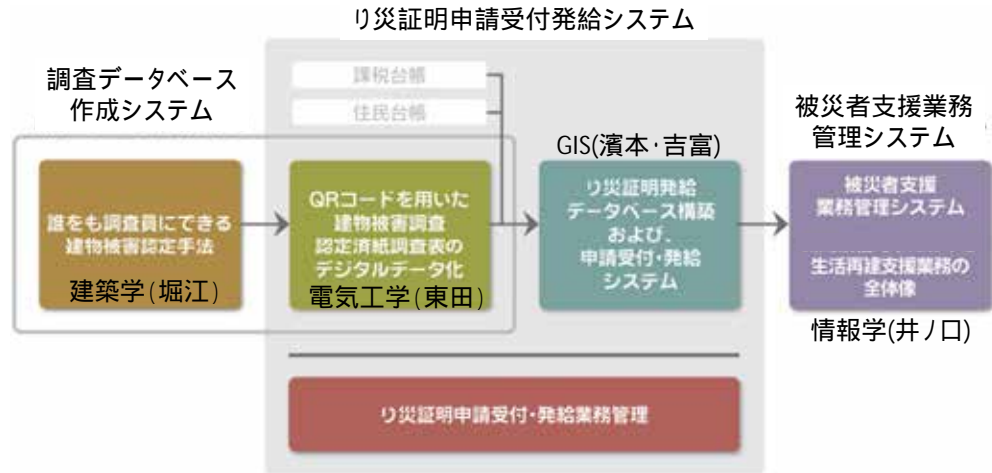 り災証明申請受付発給システム
調査データベース
作成システム
課税台帳
住民台帳
被災者支援業務
管理システム
GIS(濱本･吉富)
誰をも調査員にできる
建物被害認定手法
建築学(堀江)
QRコードを用いた
建物被害調査
認定済紙調査表の
デジタルデータ化
電気工学(東田)
り災証明発給
データベース構築
および、
申請受付・発給
システム
被災者支援
業務管理システム
生活再建支援業務の
全体像
情報学(井ノ口)
り災証明申請受付・発給業務管理